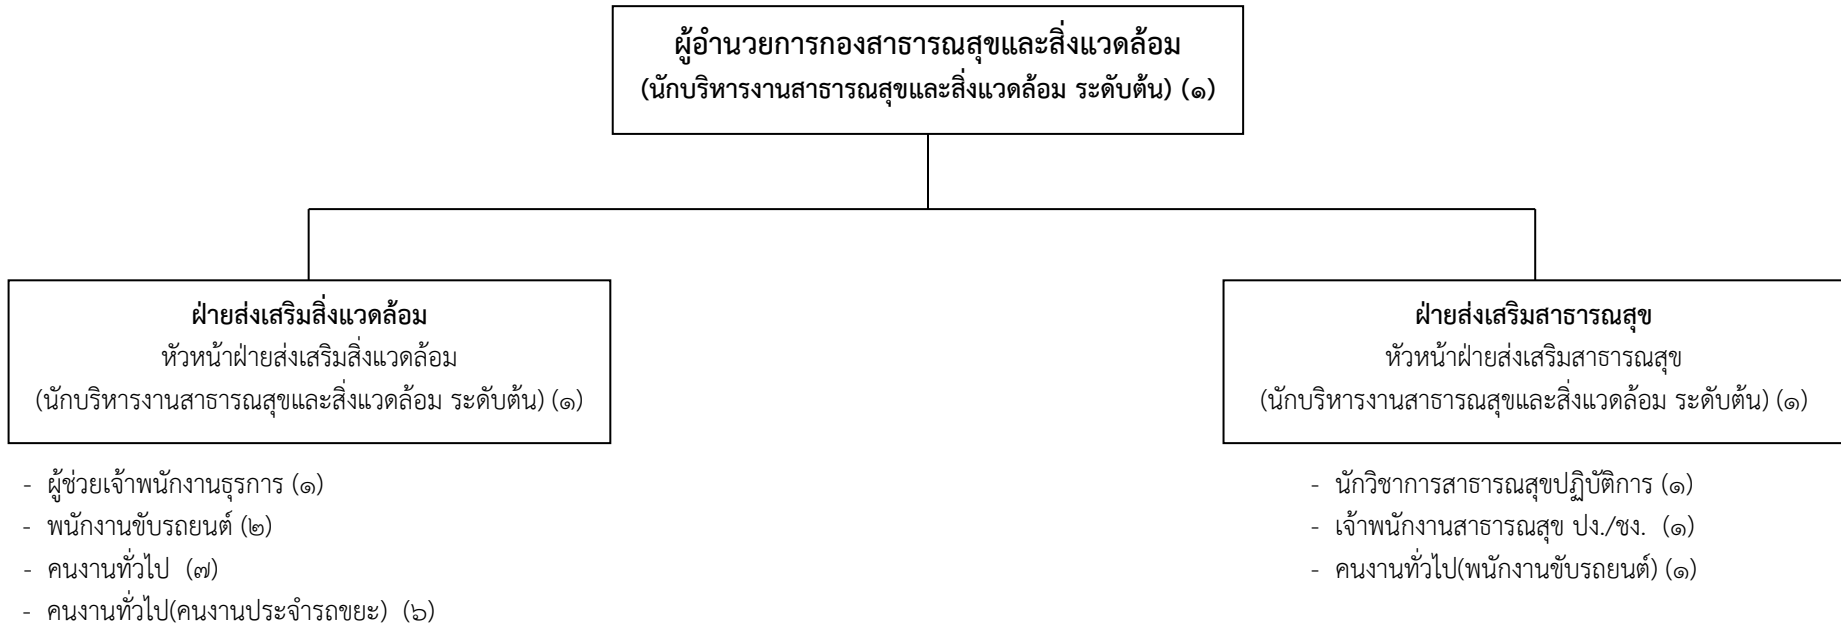 ผู้อำนวยการกองสาธารณสุขและสิ่งแวดล้อม
(นักบริหารงานสาธารณสุขและสิ่งแวดล้อม ระดับต้น) (๑)
ฝ่ายส่งเสริมสิ่งแวดล้อม
หัวหน้าฝ่ายส่งเสริมสิ่งแวดล้อม
(นักบริหารงานสาธารณสุขและสิ่งแวดล้อม ระดับต้น) (๑)
- ผู้ช่วยเจ้าพนักงานธุรการ (๑)
- พนักงานขับรถยนต์ (๒)
- คนงานทั่วไป (๗)
- คนงานทั่วไป(คนงานประจำรถขยะ) (๖)
ฝ่ายส่งเสริมสาธารณสุข
หัวหน้าฝ่ายส่งเสริมสาธารณสุข
(นักบริหารงานสาธารณสุขและสิ่งแวดล้อม ระดับต้น) (๑)
- นักวิชาการสาธารณสุขปฏิบัติการ (๑)
- เจ้าพนักงานสาธารณสุข ปง./ชง. (๑)
- คนงานทั่วไป(พนักงานขับรถยนต์) (๑)